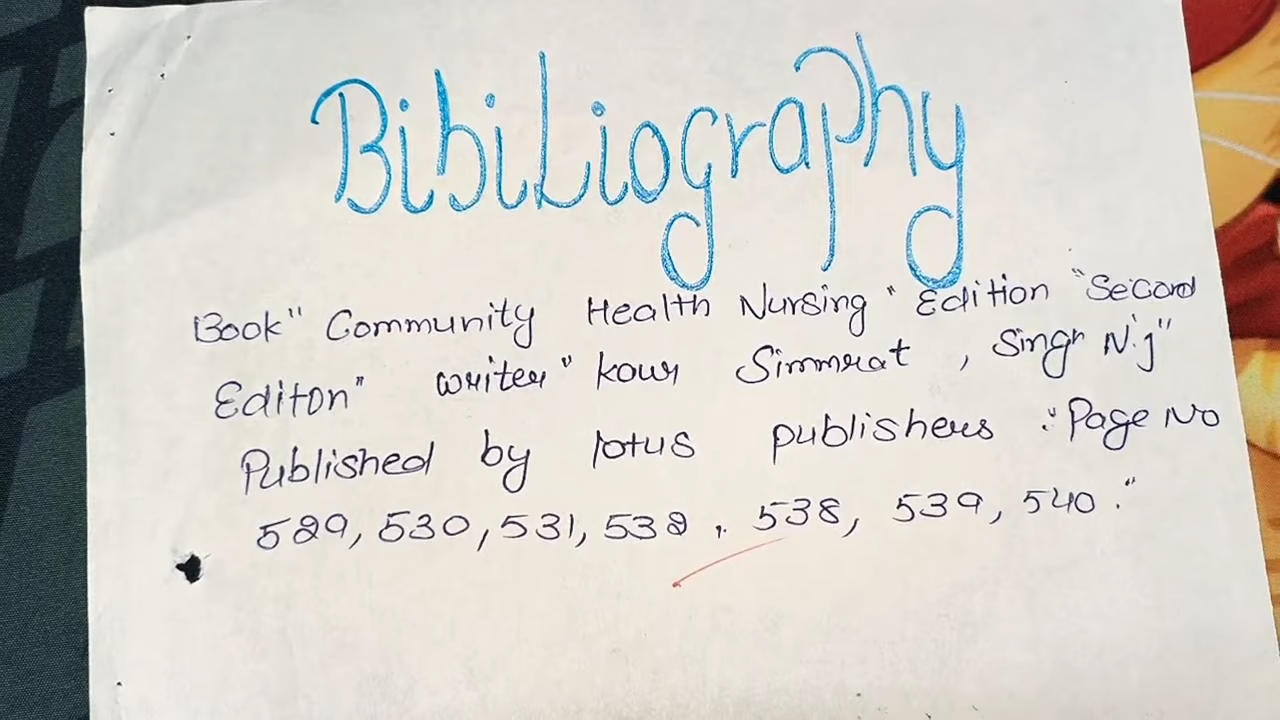 BibiLiography
Book" Community Health Nursing " Edition "Second
Editon" writer" kour Simmrat , Singh N.j"
Published by lotus publishers : Page No
529, 530, 531, 532 , 538, 539, 540 ."